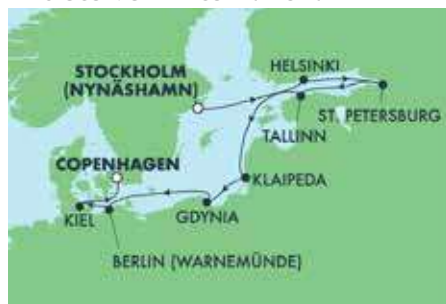 HELSINKI
STOCKHOLM
(NYNÄSHAMN)
ST. PETERSBURG
TALLINN
COPENHAGEN
KLAIPEDA
GDYNIA
KIEL
BERLIN (WARNEMÜNDE)